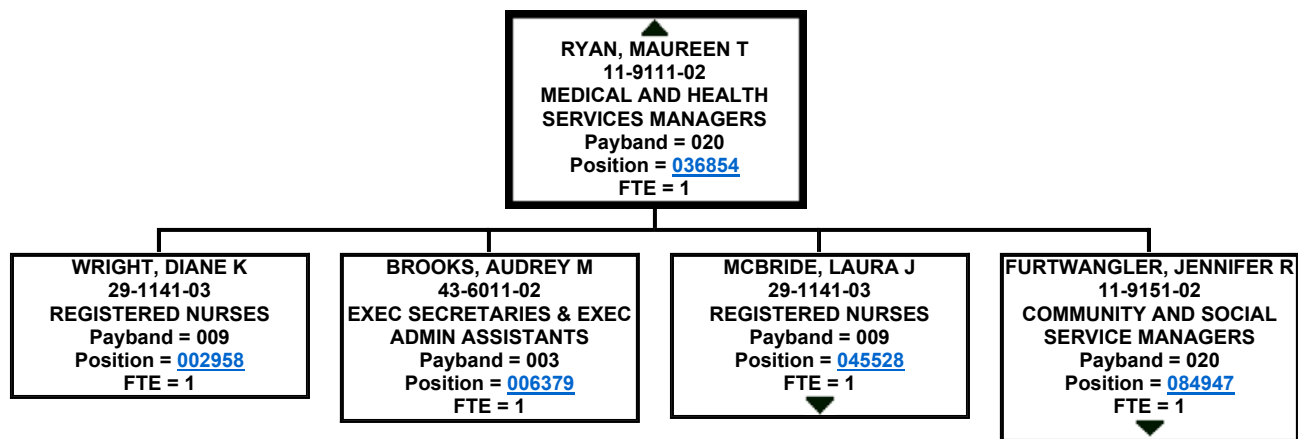 RYAN, MAUREEN T
11-9111-02
MEDICAL AND HEALTH
SERVICES MANAGERS
Payband = 020
Position = 036854
FTE = 1
WRIGHT, DIANE K
29-1141-03
REGISTERED NURSES
Payband = 009
Position = 002958
FTE = 1
BROOKS, AUDREY M
43-6011-02
EXEC SECRETARIES & EXEC
ADMIN ASSISTANTS
Payband = 003
Position = 006379
FTE = 1
MCBRIDE, LAURA J
29-1141-03
REGISTERED NURSES
Payband = 009
Position = 045528
FTE = 1
FURTWANGLER, JENNIFER R
11-9151-02
COMMUNITY AND SOCIAL
SERVICE MANAGERS
Payband = 020
Position = 084947
FTE = 1